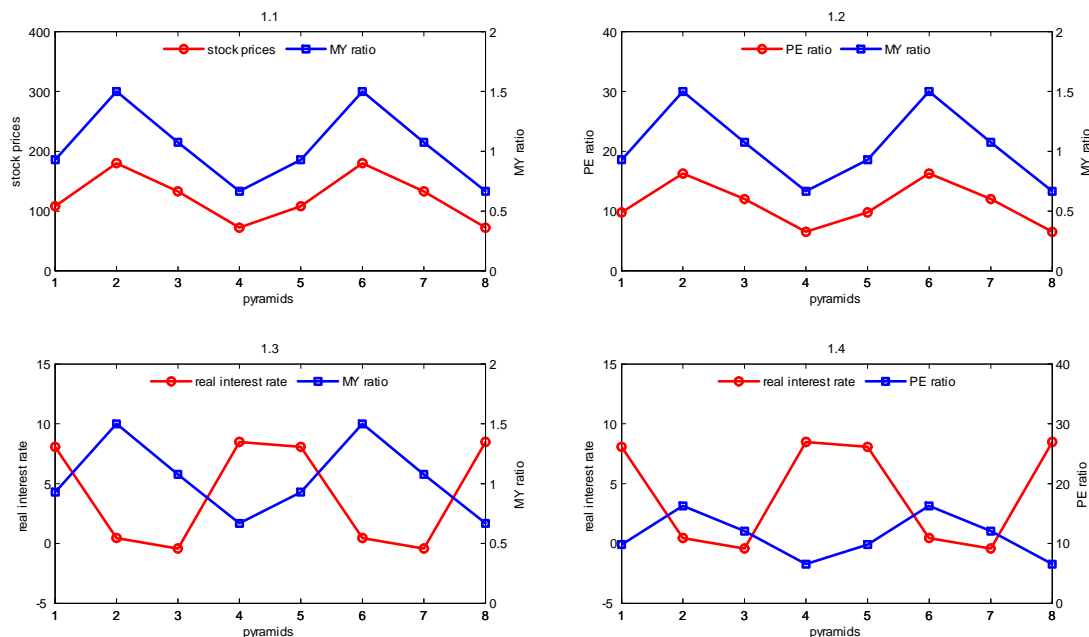 1.1
400
300
200
100
0
stock prices
stock prices
MY ratio
2
1.5
1
0.5
0
MY ratio
1 2 3 4 5 6 7 8
pyramids
1.2
40
30
20
10
0
PE ratio
PE ratio
MY ratio
2
1.5
1
0.5
0
MY ratio
1 2 3 4 5 6 7 8
pyramids
1.3
15
10
5
0
-5
real interest rate
real interest rate
MY ratio
2
1.5
1
0.5
0
MY ratio
1 2 3 4 5 6 7 8
pyramids
1.4
15
10
5
0
-5
real interest rate
real interest rate
PE ratio
40
30
20
10
0
PE ratio
1 2 3 4 5 6 7 8
pyramids